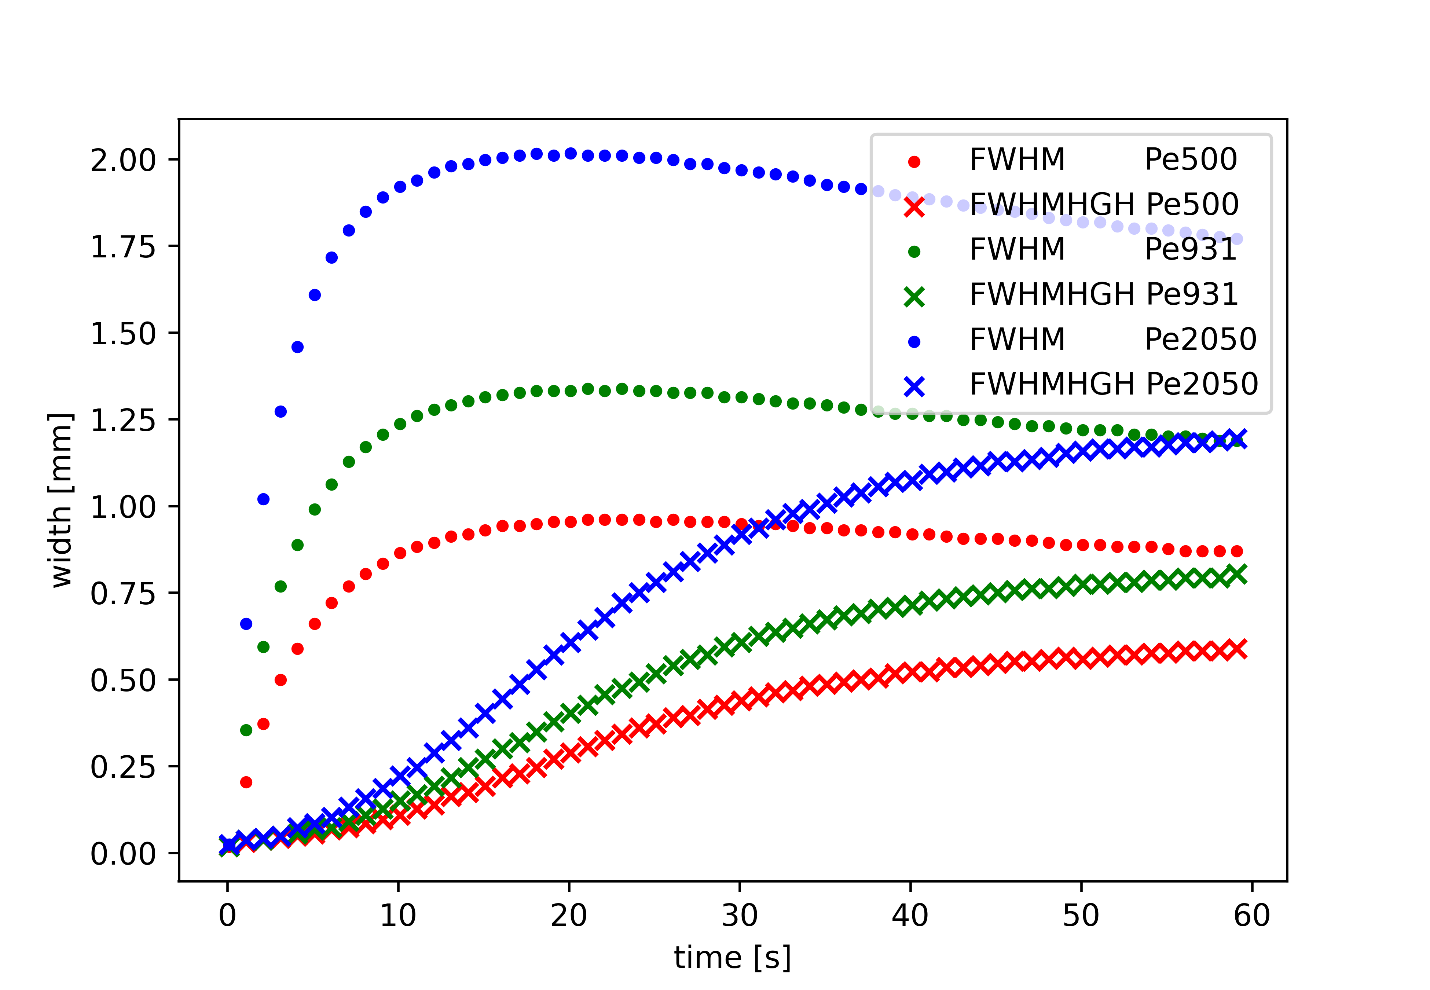 2.00
1.75
1.50
1.25
1.00
0.75
0.50
0.25
0.00
width [mm]
0 10 20 30 40 50 60
time [s]
FWHM Pe500
FWHMHGH Pe500
FWHM Pe931
FWHMHGH Pe931
FWHM Pe2050
FWHMHGH Pe2050